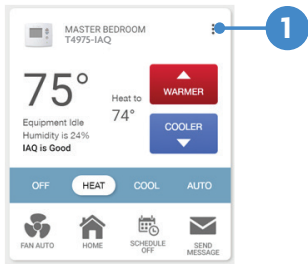 MASTER BEDROOM
T4975-IAQ
1
75°
Equipment Idle
Humidity is 24%
IAQ is Good
Heat to
74°
WARMER
COOLER
OFF
HEAT
COOL
AUTO
FAN AUTO
HOME
SCHEDULE
OFF
SEND
MESSAGE